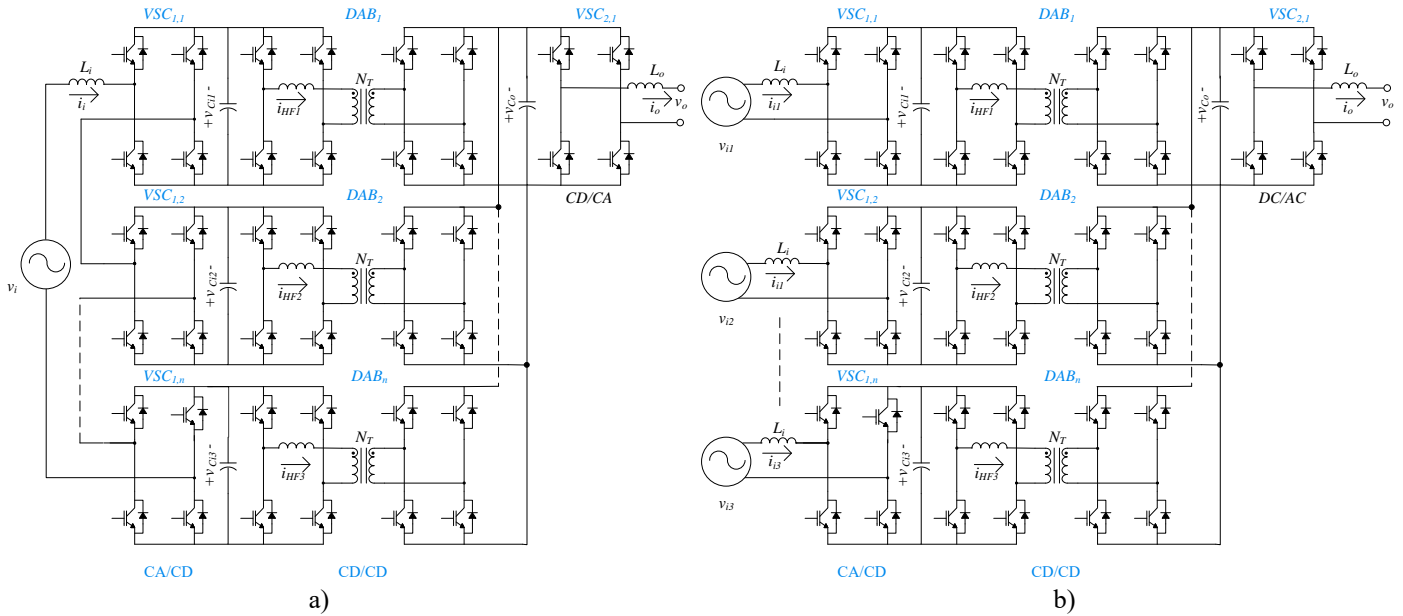 VSC1,1 DAB1 VSC2,1
Li
ii
+vCi1-
iHF1
NT
+vCo-
Lo
io
vo
VSC1,2 DAB2 CD/CA
vi
+vCi2-
iHF2
NT
VSC1,n DABn
+vCi3-
iHF3
NT
CA/CD CD/CD
a)
VSC1,1 DAB1 VSC2,1
Li
ii1
vi1
+vCi1-
iHF1
NT
+vCo-
Lo
io
vo
VSC1,2 DAB2 DC/AC
Li
ii1
vi2
+vCi2-
iHF2
NT
VSC1,n DABn
Li
ii3
vi3
+vCi3-
iHF3
NT
CA/CD CD/CD
b)